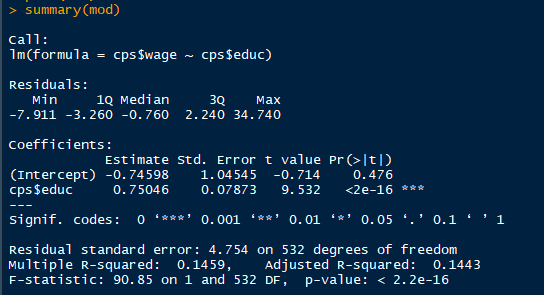 > summary(mod)
Call:
lm(formula = cps$wage ~ cps$educ)
Residuals:
Min 1Q Median 3Q Max
-7.911 -3.260 -0.760 2.240 34.740
Coefficients:
Estimate Std. Error t value Pr(>|t|)
(Intercept) -0.74598 1.04545 -0.714 0.476
cps$educ 0.75046 0.07873 9.532 <2e-16 ***
---
Signif. codes: 0 ‘***’ 0.001 ‘**’ 0.01 ‘*’ 0.05 ‘.’ 0.1 ‘ ’ 1
Residual standard error: 4.754 on 532 degrees of freedom
Multiple R-squared: 0.1459, Adjusted R-squared: 0.1443
F-statistic: 90.85 on 1 and 532 DF, p-value: < 2.2e-16